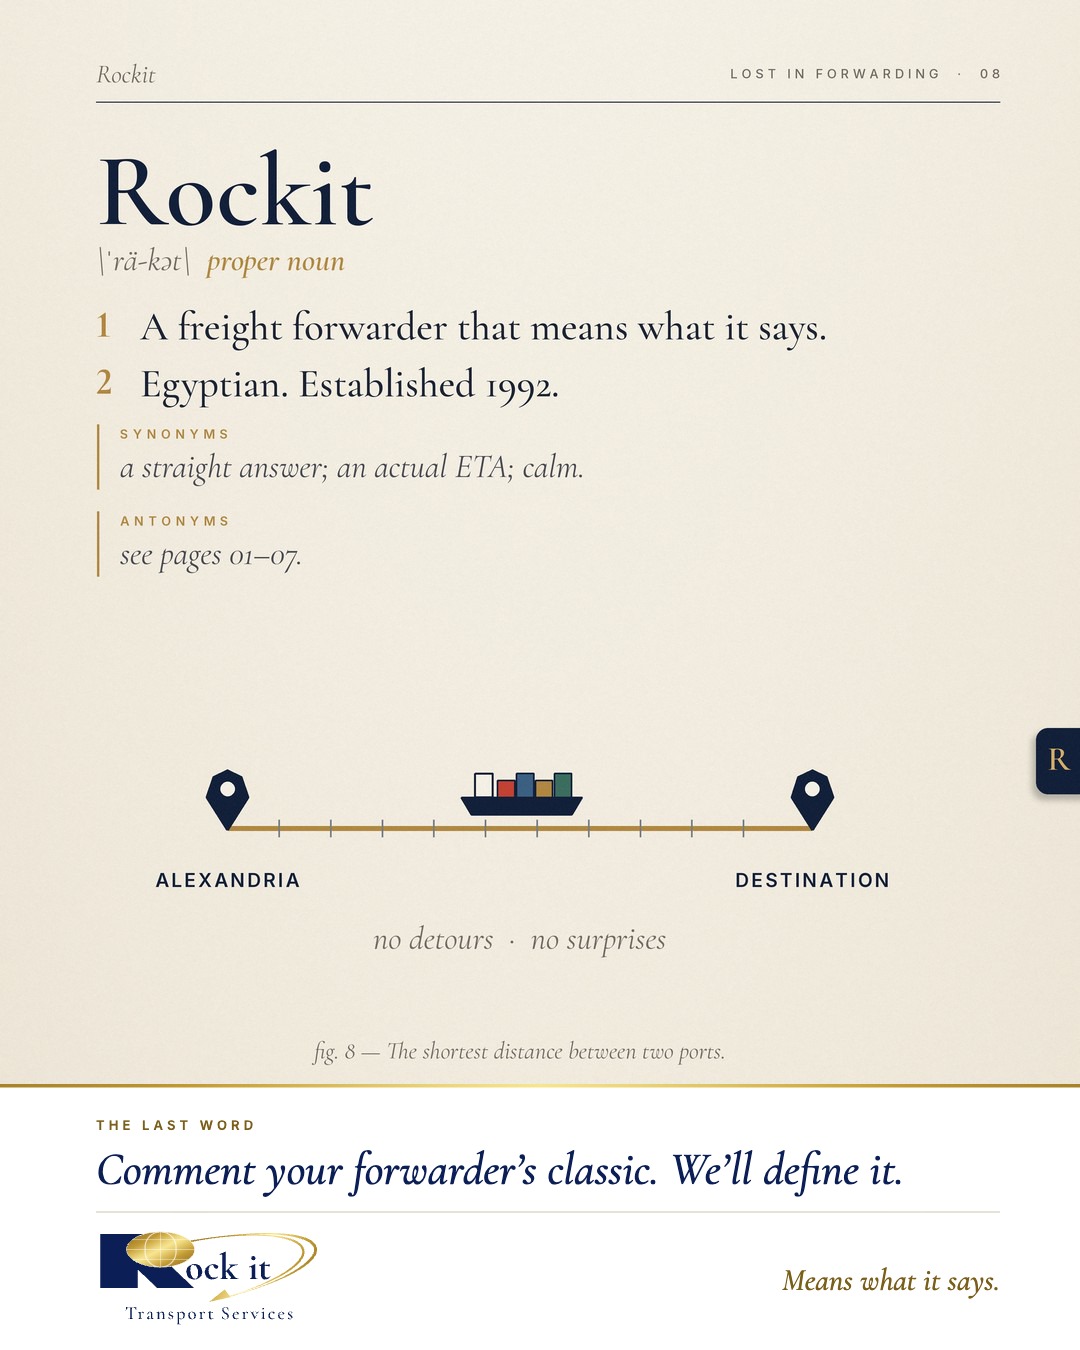 Rockit
LOST IN FORWARDING · 08
Rockit
\ˈrä-kət\ proper noun
1 A freight forwarder that means what it says.
2 Egyptian. Established 1992.
SYNONYMS
a straight answer; an actual ETA; calm.
ANTONYMS
see pages 01–07.
R
ALEXANDRIA
DESTINATION
no detours · no surprises
fig. 8 — The shortest distance between two ports.
THE LAST WORD
Comment your forwarder’s classic. We’ll define it.
Rock it
Transport Services
Means what it says.